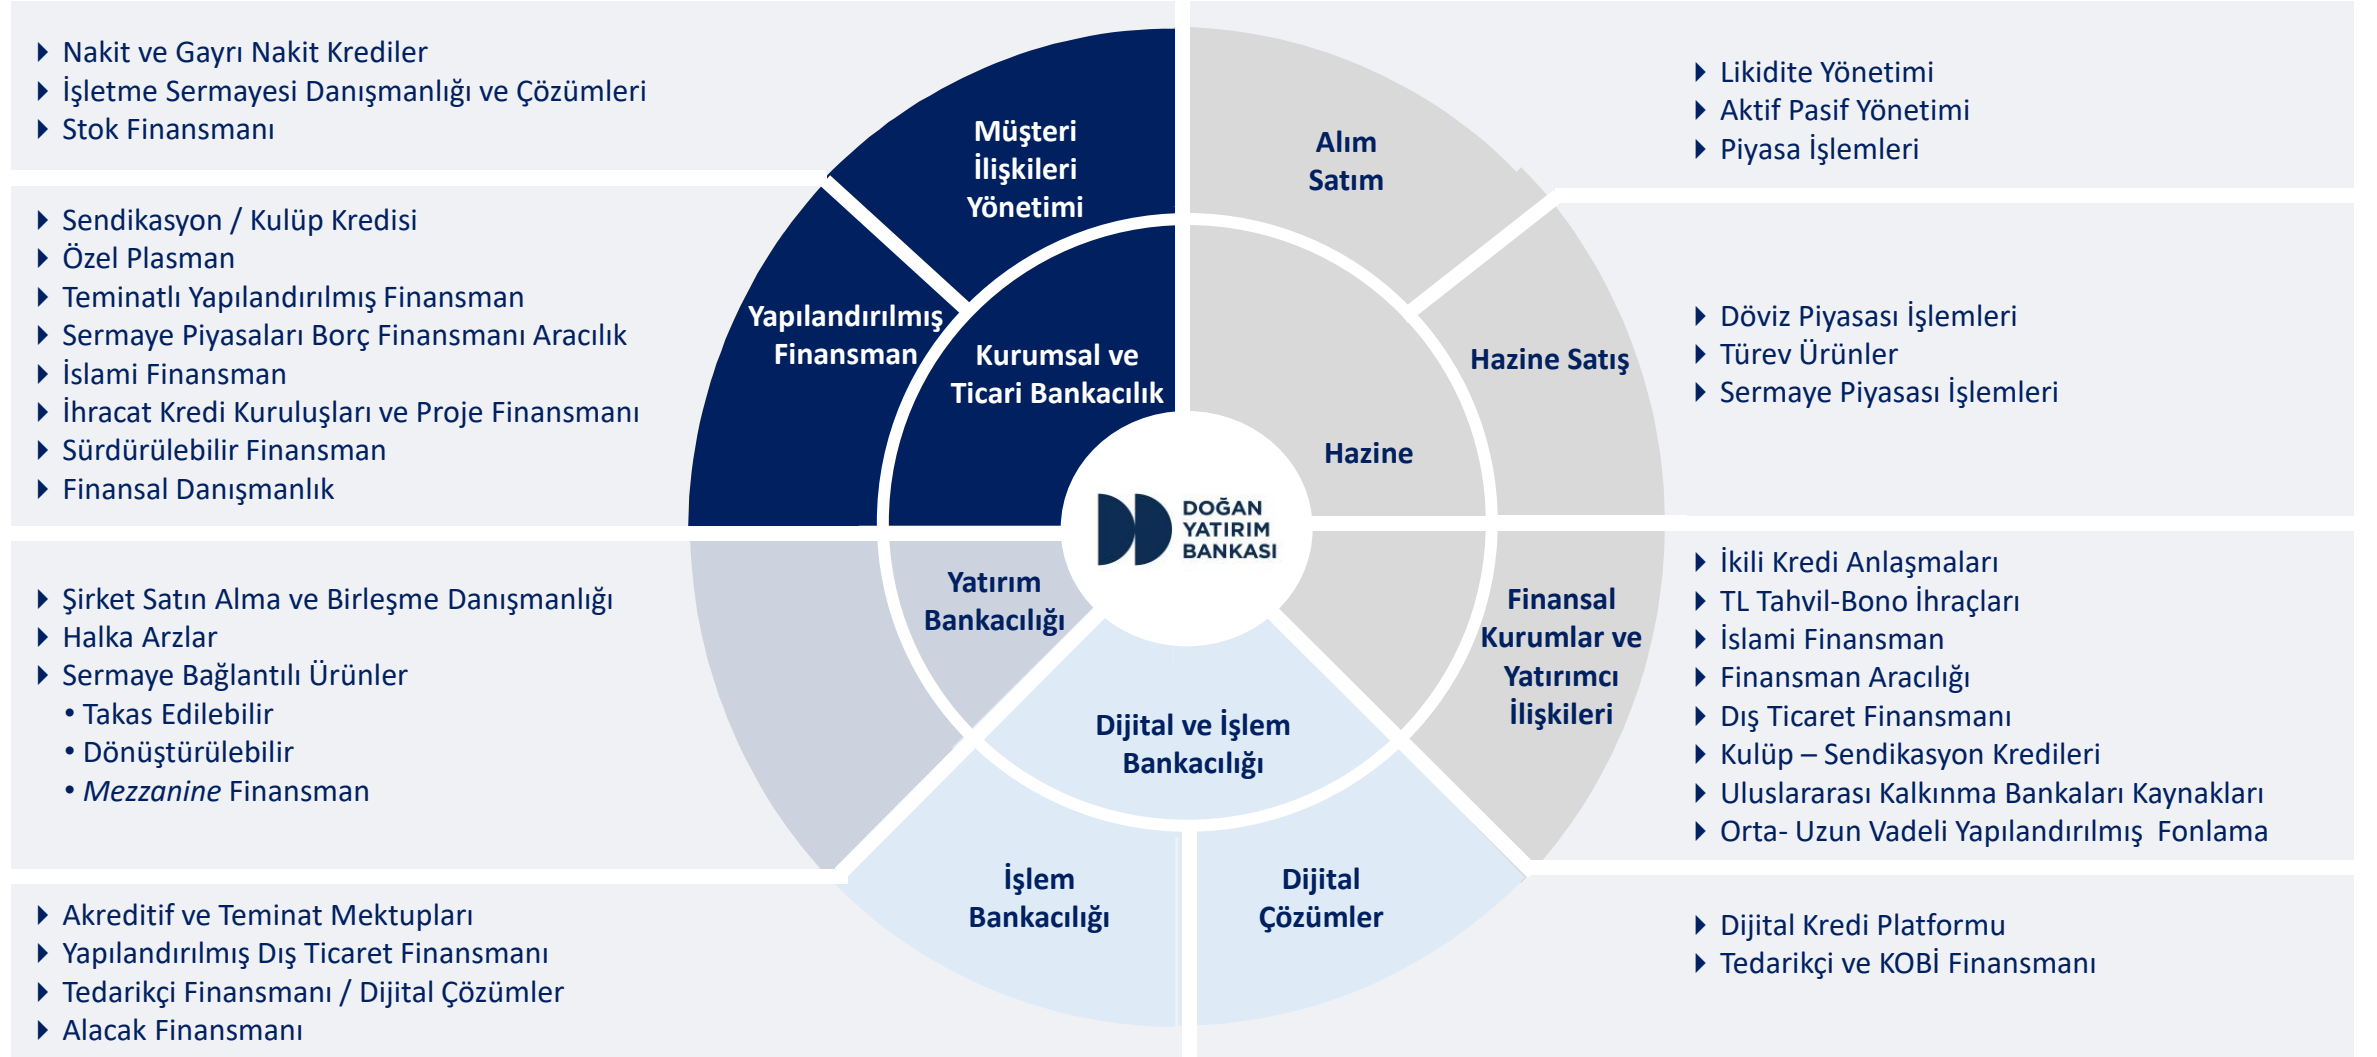 Nakit ve Gayrı Nakit Krediler
İşletme Sermayesi Danışmanlığı ve Çözümleri
Stok Finansmanı
Sendikasyon / Kulüp Kredisi
Özel Plasman
Teminatlı Yapılandırılmış Finansman
Sermaye Piyasaları Borç Finansmanı Aracılık
İslami Finansman
İhracat Kredi Kuruluşları ve Proje Finansmanı
Sürdürülebilir Finansman
Finansal Danışmanlık
Şirket Satın Alma ve Birleşme Danışmanlığı
Halka Arzlar
Sermaye Bağlantılı Ürünler
• Takas Edilebilir
• Dönüştürülebilir
• Mezzanine Finansman
Akreditif ve Teminat Mektupları
Yapılandırılmış Dış Ticaret Finansmanı
Tedarikçi Finansmanı / Dijital Çözümler
Alacak Finansmanı
Müşteri
İlişkileri
Yönetimi
Yapılandırılmış
Finansman
Kurumsal ve
Ticari Bankacılık
Yatırım
Bankacılığı
DOĞAN
YATIRIM
BANKASI
Dijital ve İşlem
Bankacılığı
İşlem
Bankacılığı
Dijital
Çözümler
Alım
Satım
Hazine Satış
Hazine
Finansal
Kurumlar ve
Yatırımcı
İlişkileri
Likidite Yönetimi
Aktif Pasif Yönetimi
Piyasa İşlemleri
Döviz Piyasası İşlemleri
Türev Ürünler
Sermaye Piyasası İşlemleri
İkili Kredi Anlaşmaları
TL Tahvil-Bono İhraçları
İslami Finansman
Finansman Aracılığı
Dış Ticaret Finansmanı
Kulüp – Sendikasyon Kredileri
Uluslararası Kalkınma Bankaları Kaynakları
Orta- Uzun Vadeli Yapılandırılmış Fonlama
Dijital Kredi Platformu
Tedarikçi ve KOBİ Finansmanı